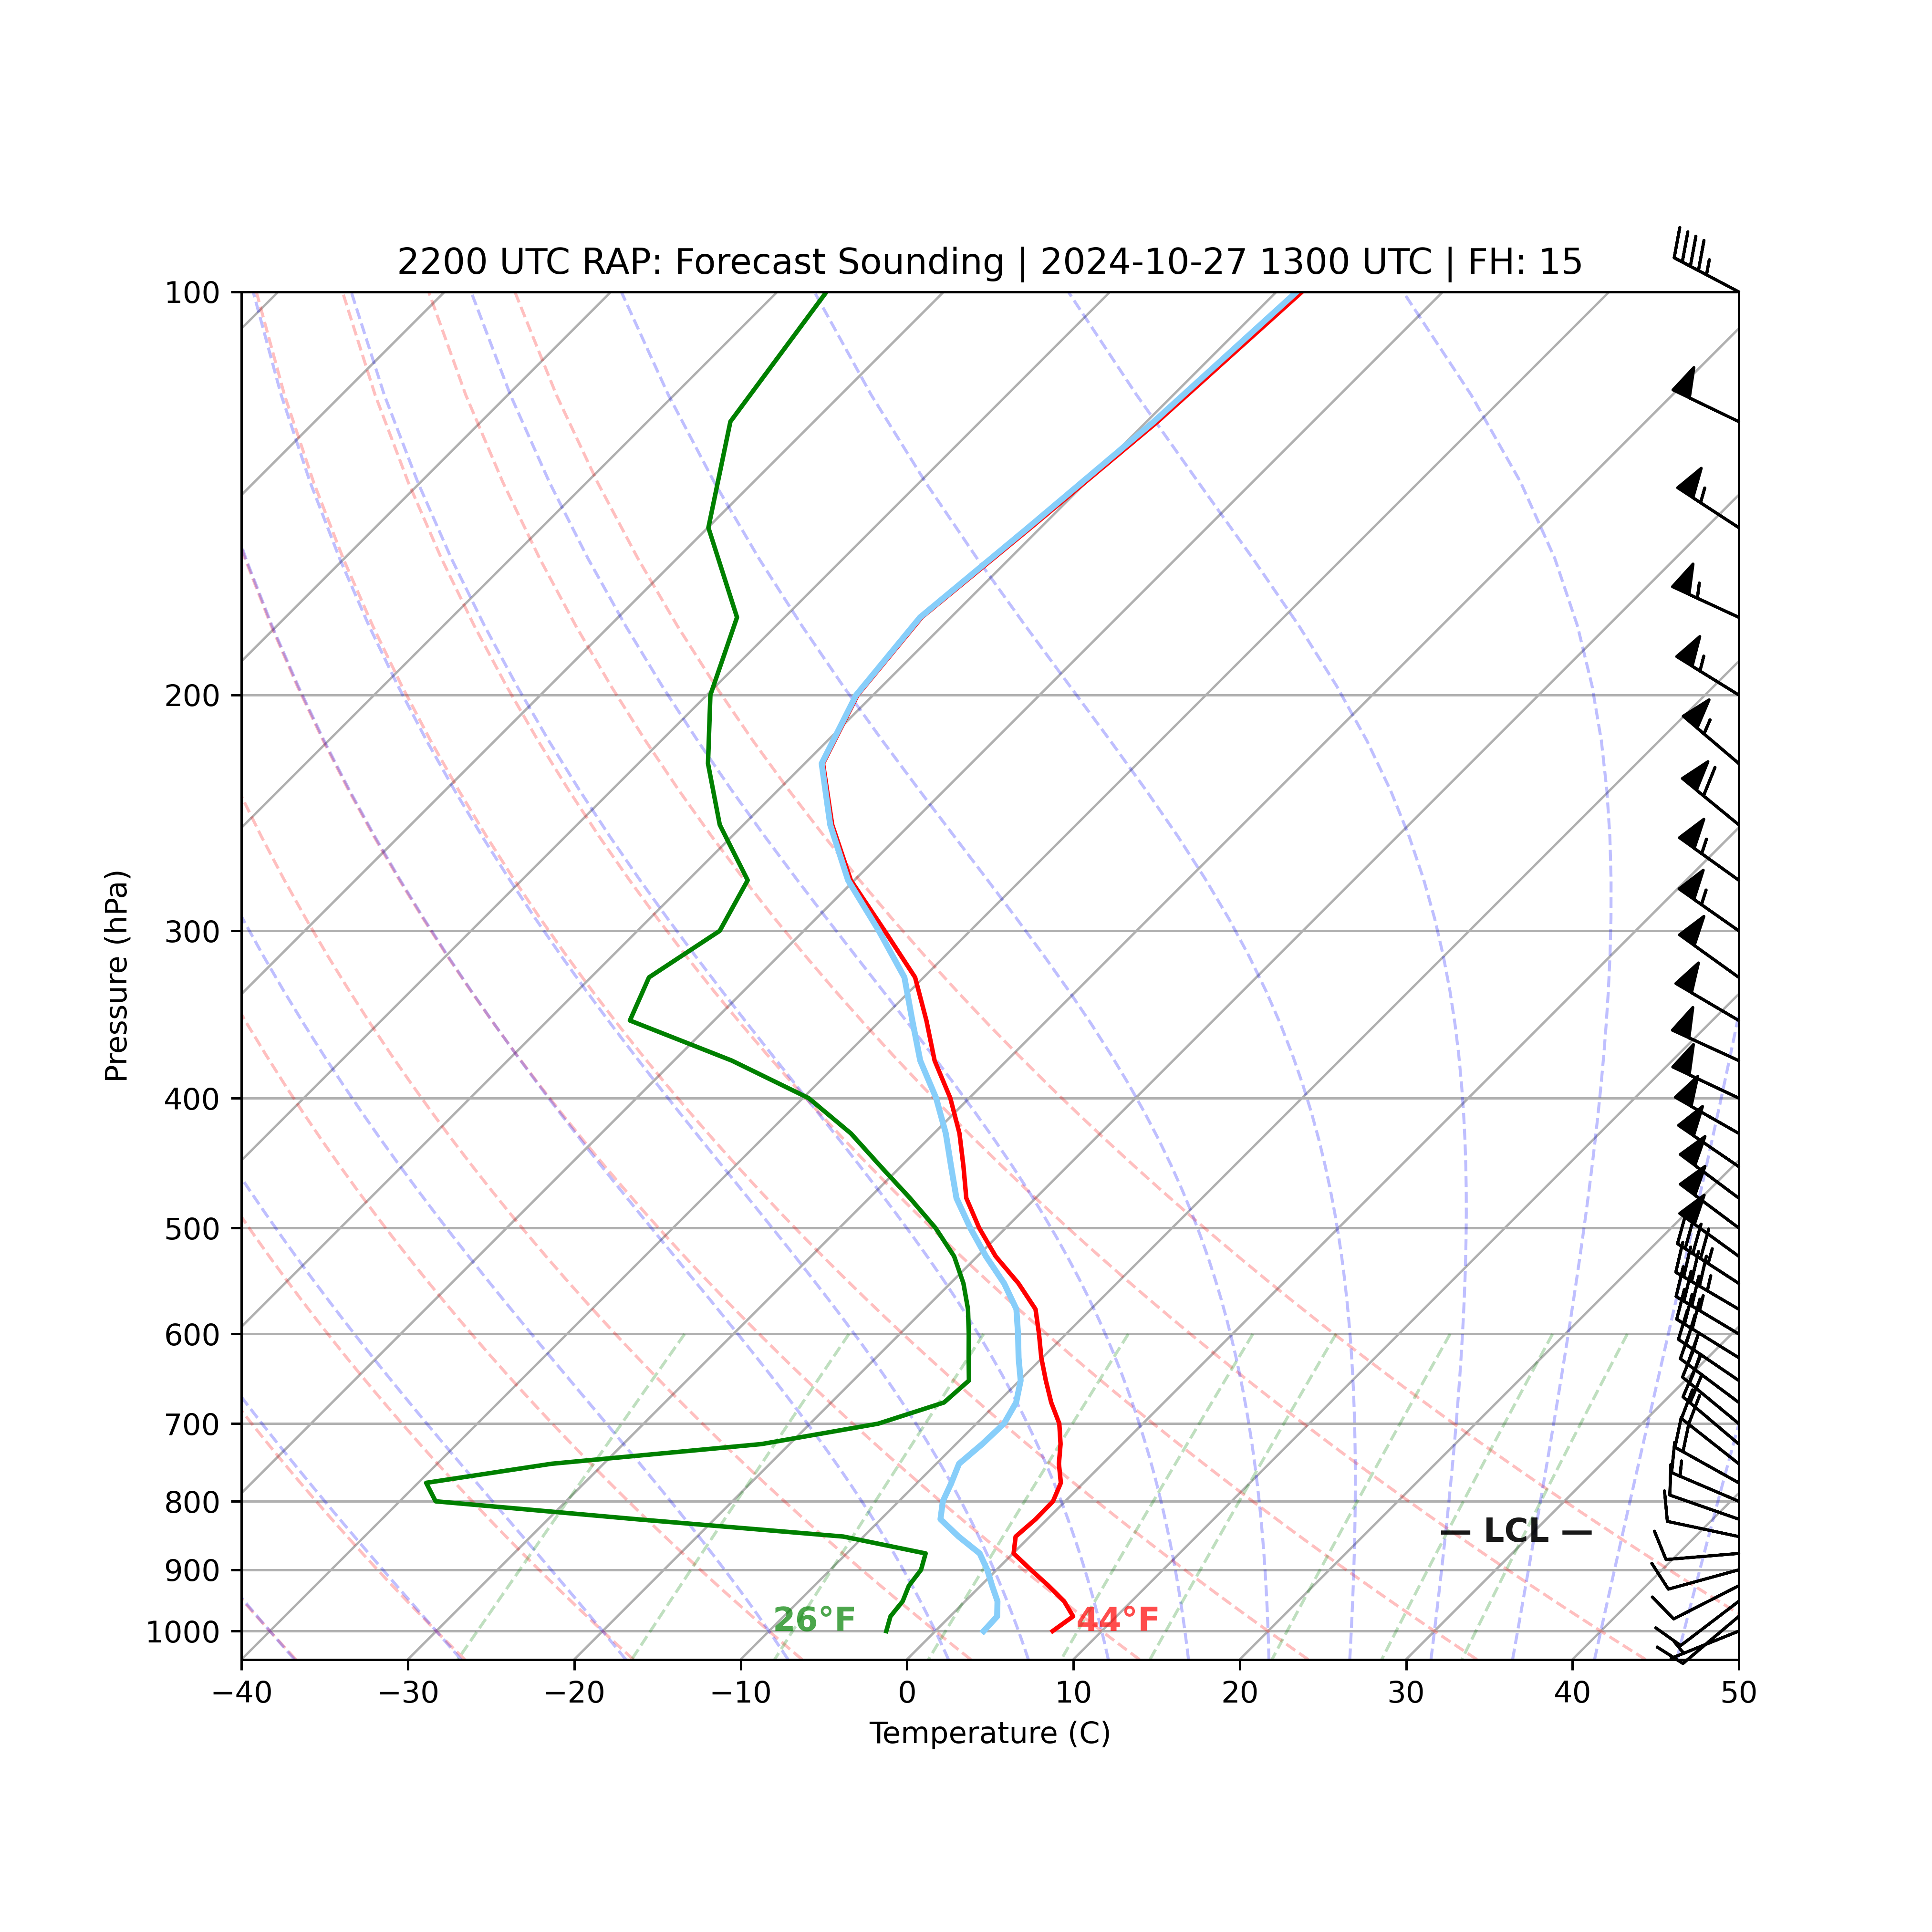 2200 UTC RAP: Forecast Sounding | 2024-10-27 1300 UTC | FH: 15
100
200
300
400
500
600
700
800
900
1000
Pressure (hPa)
— LCL —
26°F
44°F
−40 −30 −20 −10 0 10 20 30 40 50
Temperature (C)